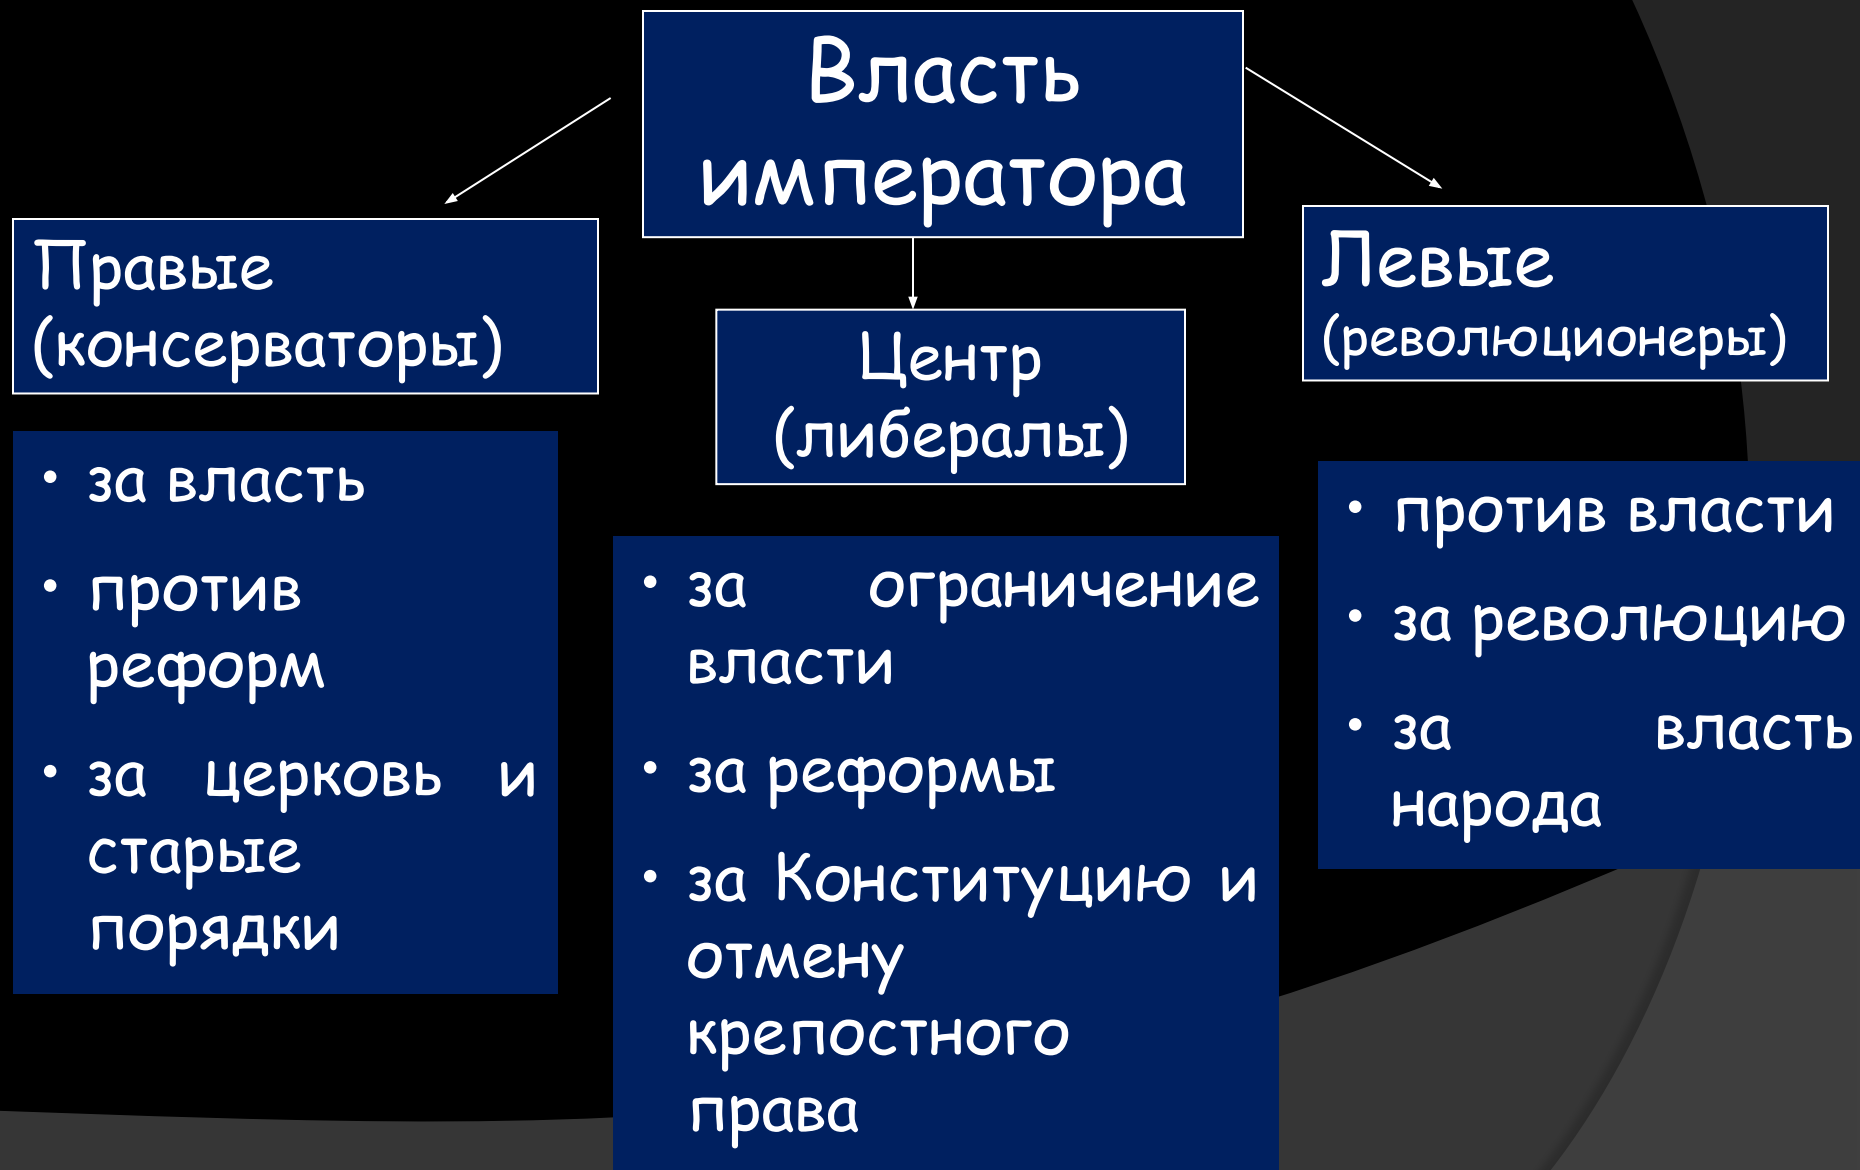 Власть
императора
Правые
(консерваторы)
Центр
(либералы)
Левые
(революционеры)
• за власть
• против
реформ
• за церковь и
старые
порядки
• за ограничение
власти
• за реформы
• за Конституцию и
отмену
крепостного
права
• против власти
• за революцию
• за власть
народа